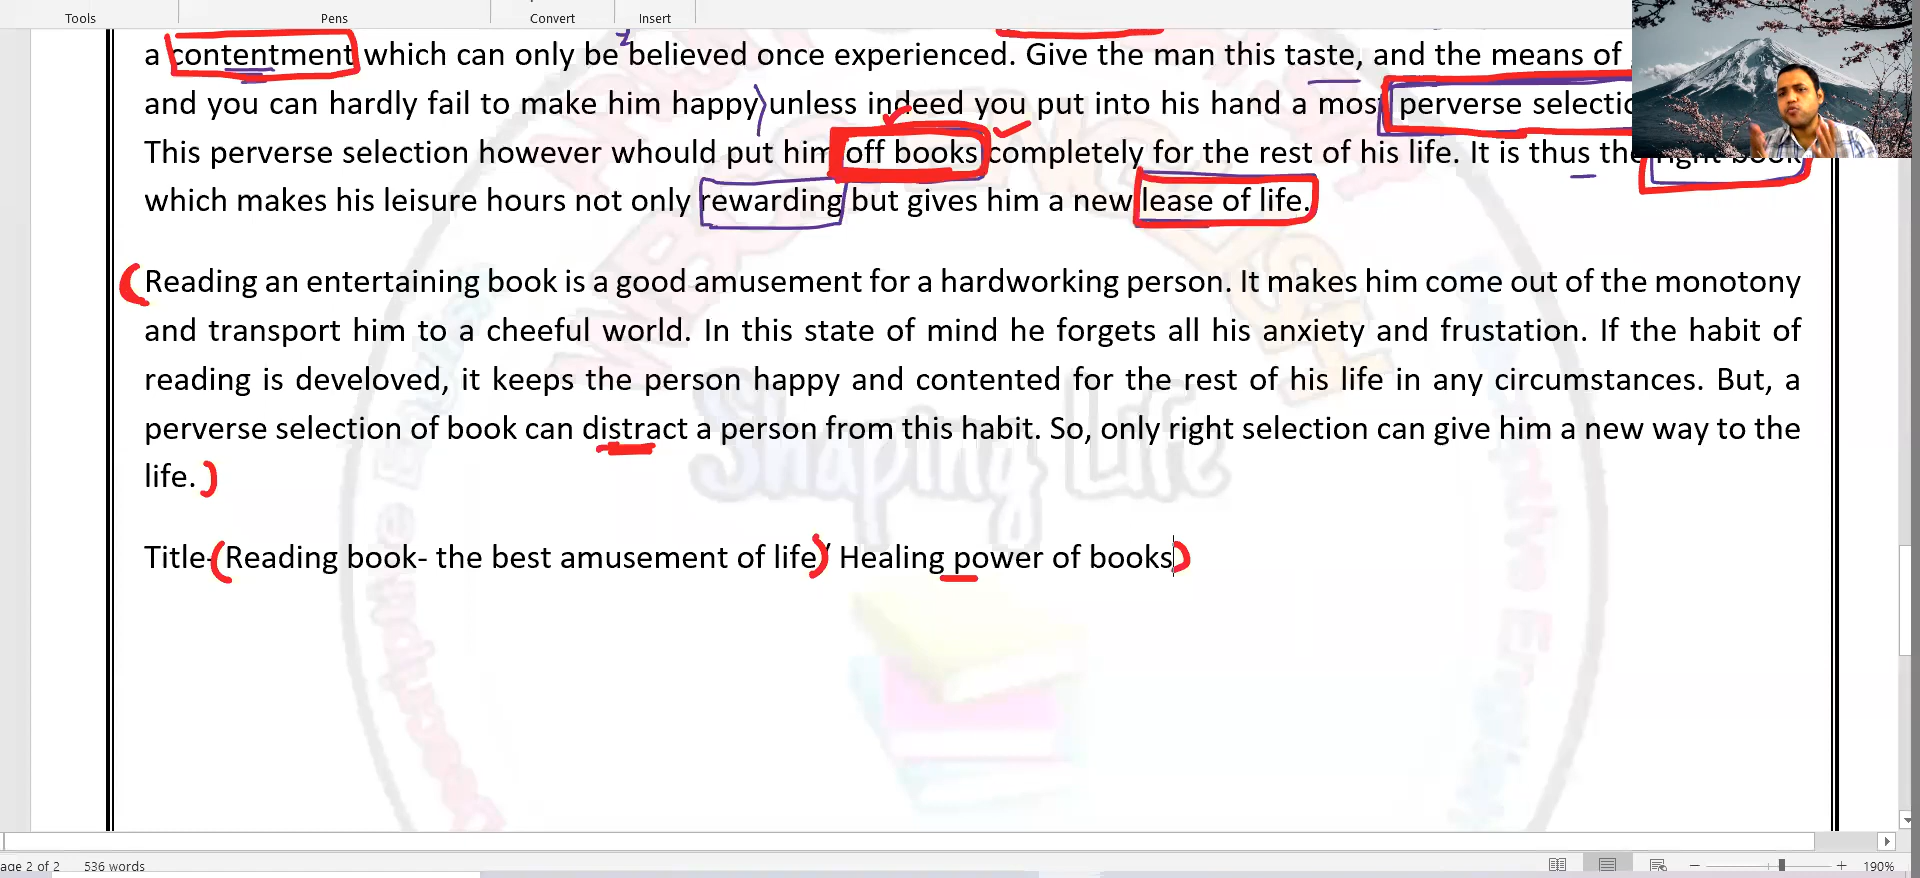 Tools Pens Convert Insert
a contentment which can only be believed once experienced. Give the man this taste, and the means of
and you can hardly fail to make him happy unless indeed you put into his hand a most perverse
This perverse selection however whould put him off books completely for the rest of his life. It is thus the right book
which makes his leisure hours not only rewarding but gives him a new lease of life.
Reading an entertaining book is a good amusement for a hardworking person. It makes him come out of the monotony
and transport him to a cheeful world. In this state of mind he forgets all his anxiety and frustation. If the habit of
reading is develoved, it keeps the person happy and contented for the rest of his life in any circumstances. But, a
perverse selection of book can distract a person from this habit. So, only right selection can give him a new way to the
life.
Title- Reading book- the best amusement of life/ Healing power of books
Shaping Life
age 2 of 2 536 words 190%